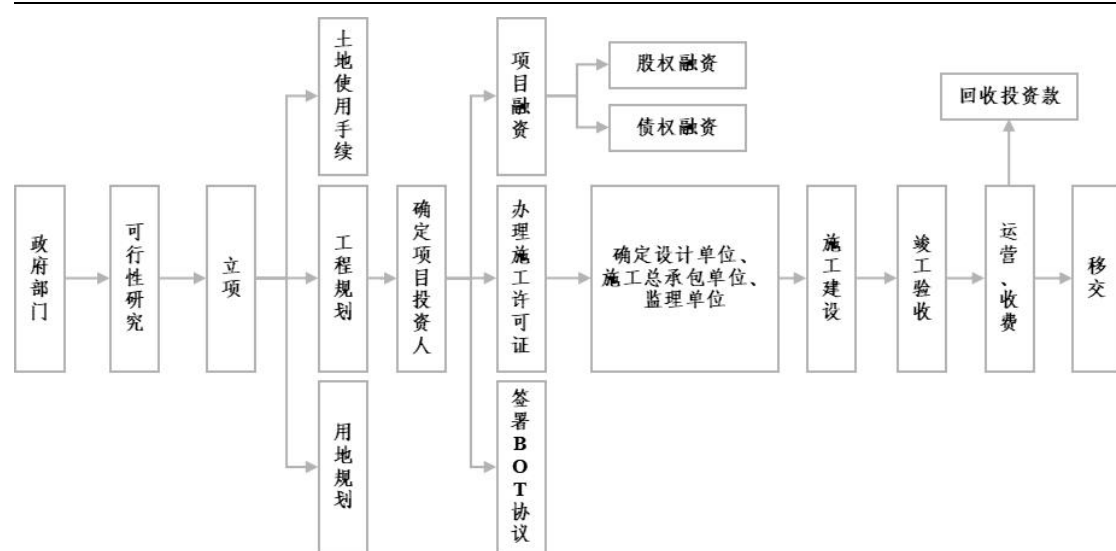 政府部门
可行性研究
立项
土地使用手续
工程规划
用地规划
确定项目投资人
项目融资
股权融资
债权融资
办理施工许可证
签署BOT协议
确定设计单位、
施工总承包单位、
监理单位
施工建设
竣工验收
运营、收费
回收投资款
移交